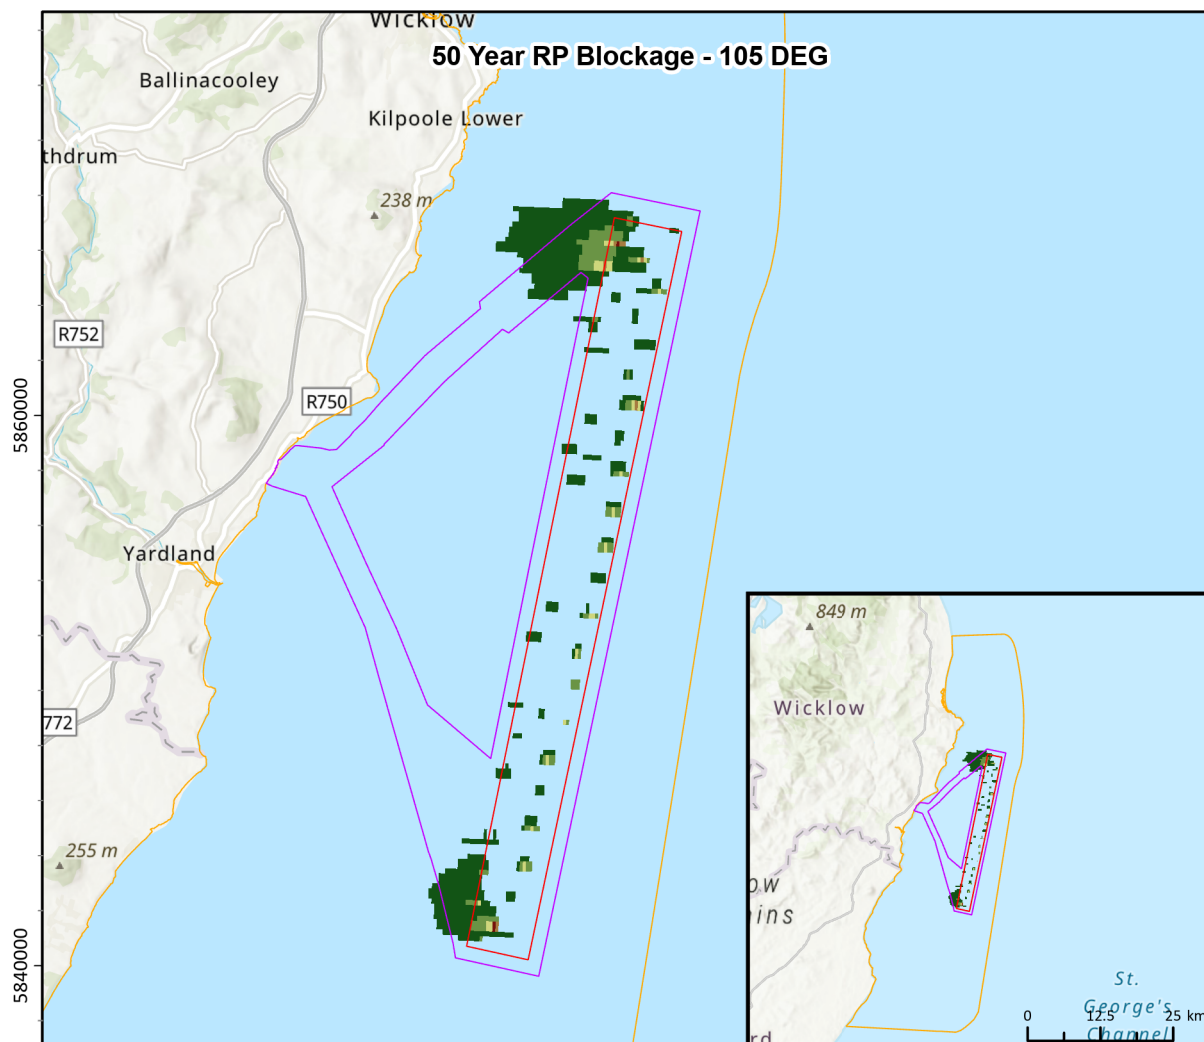 Wicklow
50 Year RP Blockage - 105 DEG
Ballinacooley
Kilpoole Lower
thdrum
238 m
R752
R750
5860000
Yardland
772
255 m
5840000
849 m
Wicklow
ow
ins
St.
George's
Channel
0 12.5 25 km
rd